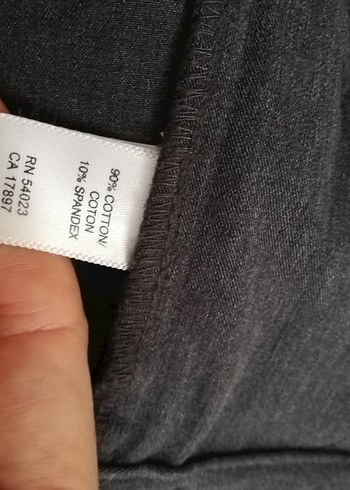 90% COTTON/
COTON
10% SPANDEX
RN 54023
CA 17897